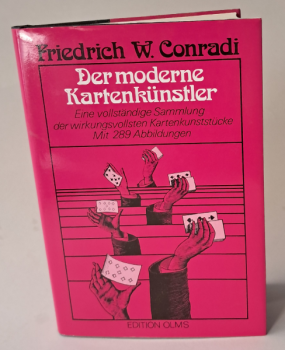 Friedrich W. Conradi
Der moderne
Kartenkünstler
Eine vollständige Sammlung
der wirkungsvollsten Kartenkunststücke
Mit 289 Abbildungen
EDITION OLMS